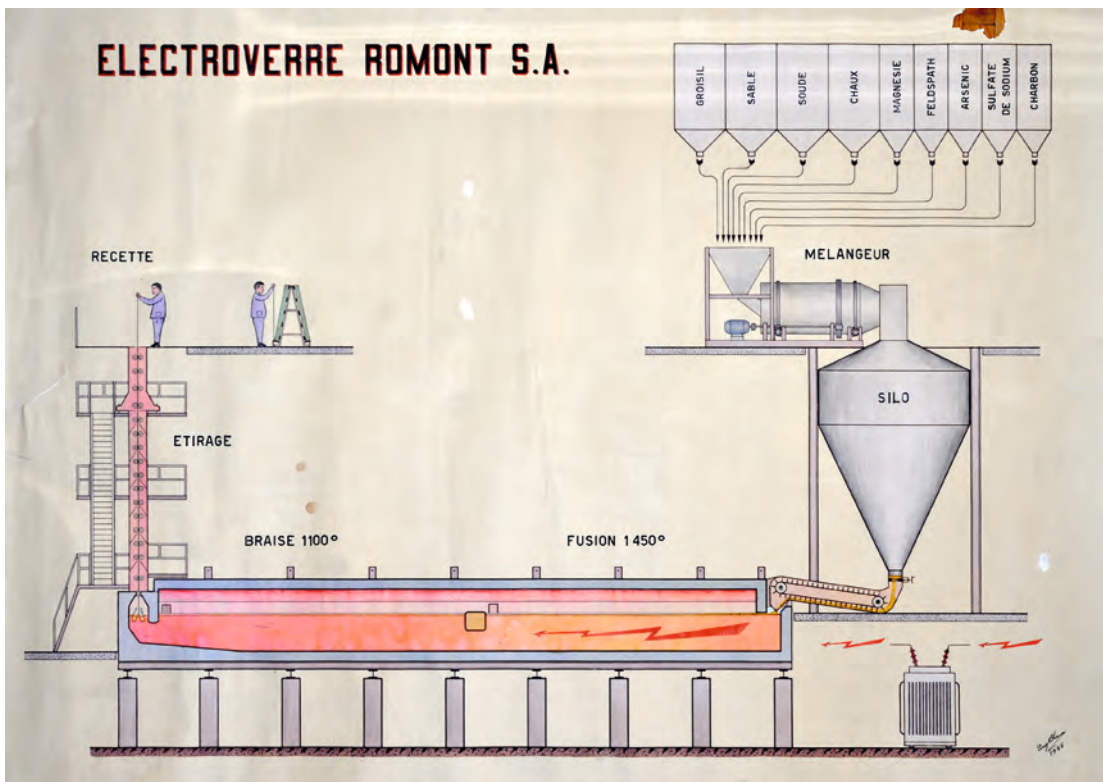 ELECTROVERRE ROMONT S.A.
GROISIL
SABLE
SOUDE
CHAUX
MAGNESIE
FELDSPATH
ARSENIC
SULFATE
DE SODIUM
CHARBON
RECETTE
MELANGEUR
SILO
ETIRAGE
BRAISE 1100°
FUSION 1450°